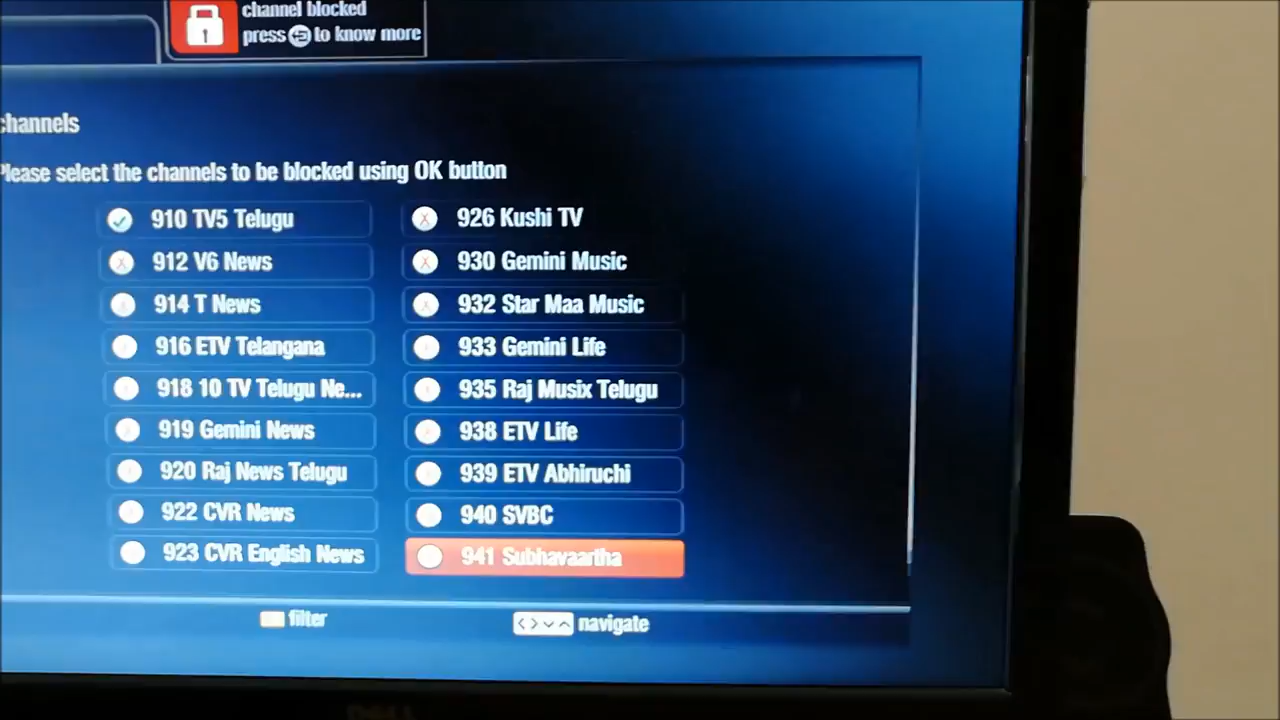 channel blocked
press to know more
channels
Please select the channels to be blocked using OK button
910 TV5 Telugu
912 V6 News
914 T News
916 ETV Telangana
918 10 TV Telugu Ne...
919 Gemini News
920 Raj News Telugu
922 CVR News
923 CVR English News
926 Kushi TV
930 Gemini Music
932 Star Maa Music
933 Gemini Life
935 Raj Musix Telugu
938 ETV Life
939 ETV Abhiruchi
940 SVBC
941 Subhavaartha
filter
navigate
DELL